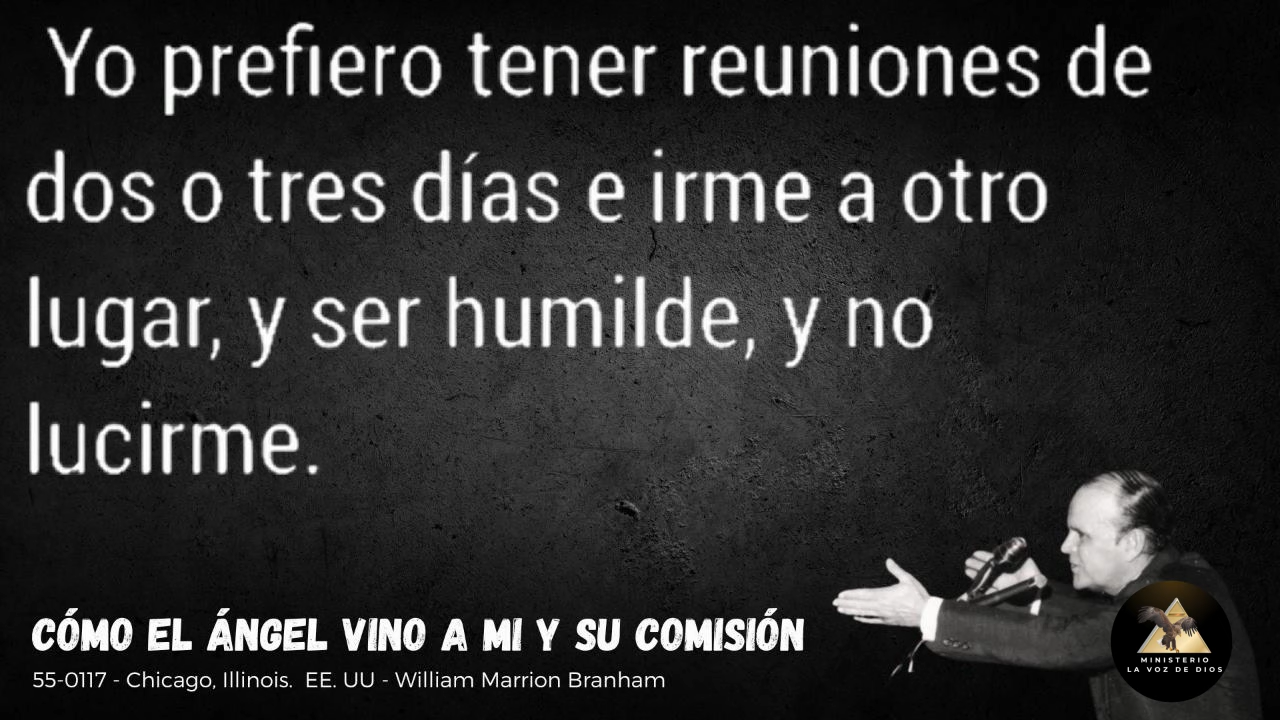 Yo prefiero tener reuniones de
dos o tres días e irme a otro
lugar, y ser humilde, y no
lucirme.
CÓMO EL ÁNGEL VINO A MI Y SU COMISIÓN
55-0117 - Chicago, Illinois. EE. UU - William Marrion Branham
MINISTERIO
LA VOZ DE DIOS